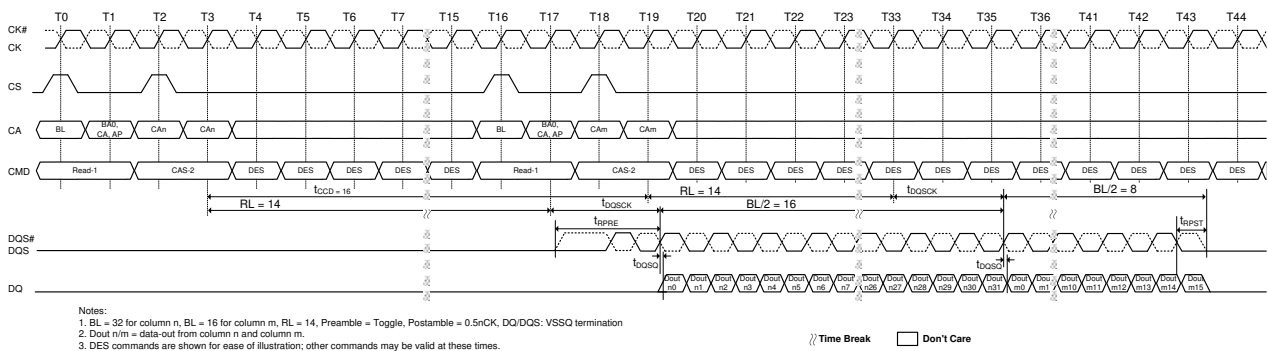 T0 T1 T2 T3 T4 T5 T6 T7 T15 T16 T17 T18 T19 T20 T21 T22 T23 T33 T34 T35 T36 T41 T42 T43 T44
CK#
CK
CS
CA BL BA0, CA, AP CAn CAn BL BA0, CA, AP CAm CAm
CMD Read-1 CAS-2 DES DES DES DES DES Read-1 CAS-2 DES DES DES DES DES DES DES DES DES DES DES DES
tCCD = 16 RL = 14 tDQSCK BL/2 = 8
RL = 14 tDQSCK BL/2 = 16
tRPRE tRPST
DQS#
DQS
tDQSQ tDQSQ
DQ Dout n0 Dout n1 Dout n2 Dout n3 Dout n4 Dout n5 Dout n6 Dout n7 Dout n26 Dout n27 Dout n28 Dout n29 Dout n30 Dout n31 Dout m0 Dout m1 Dout m10 Dout m11 Dout m12 Dout m13 Dout m14 Dout m15
Notes:
1. BL = 32 for column n, BL = 16 for column m, RL = 14, Preamble = Toggle, Postamble = 0.5nCK, DQ/DQS: VSSQ termination
2. Dout n/m = data-out from column n and column m.
3. DES commands are shown for ease of illustration; other commands may be valid at these times.
Time Break Don't Care